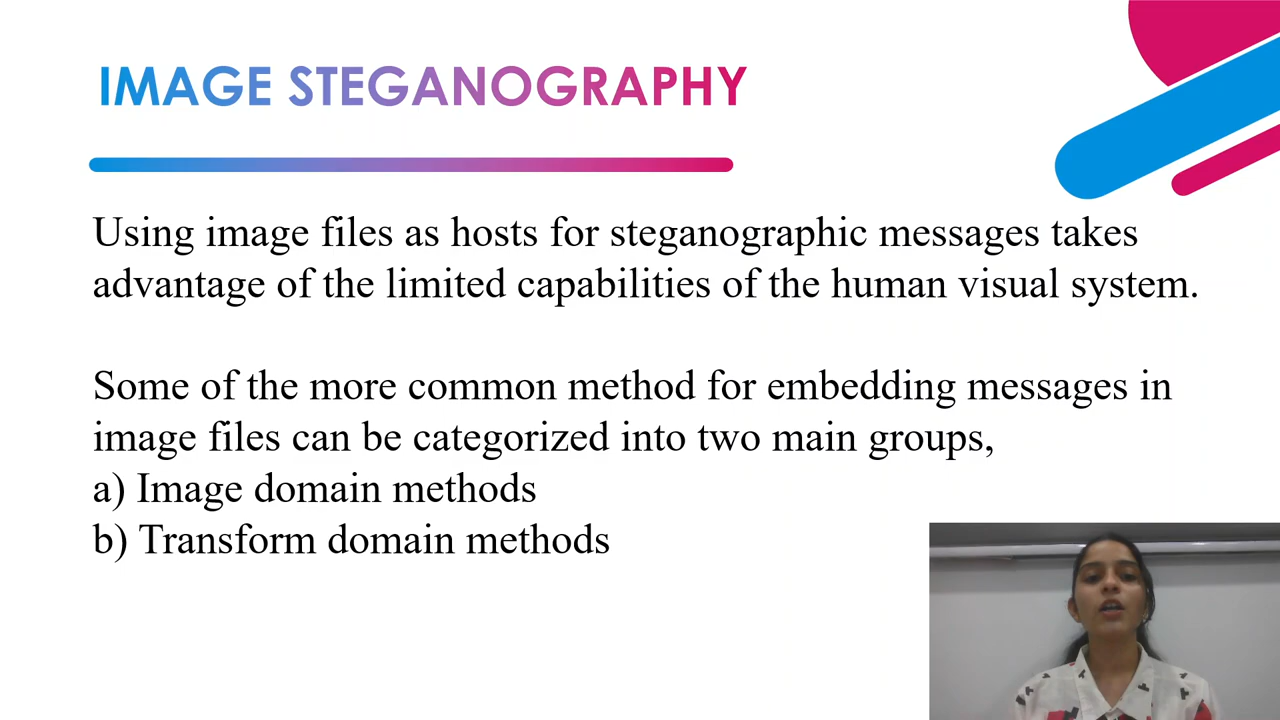 IMAGE STEGANOGRAPHY
Using image files as hosts for steganographic messages takes
advantage of the limited capabilities of the human visual system.
Some of the more common method for embedding messages in
image files can be categorized into two main groups,
a) Image domain methods
b) Transform domain methods